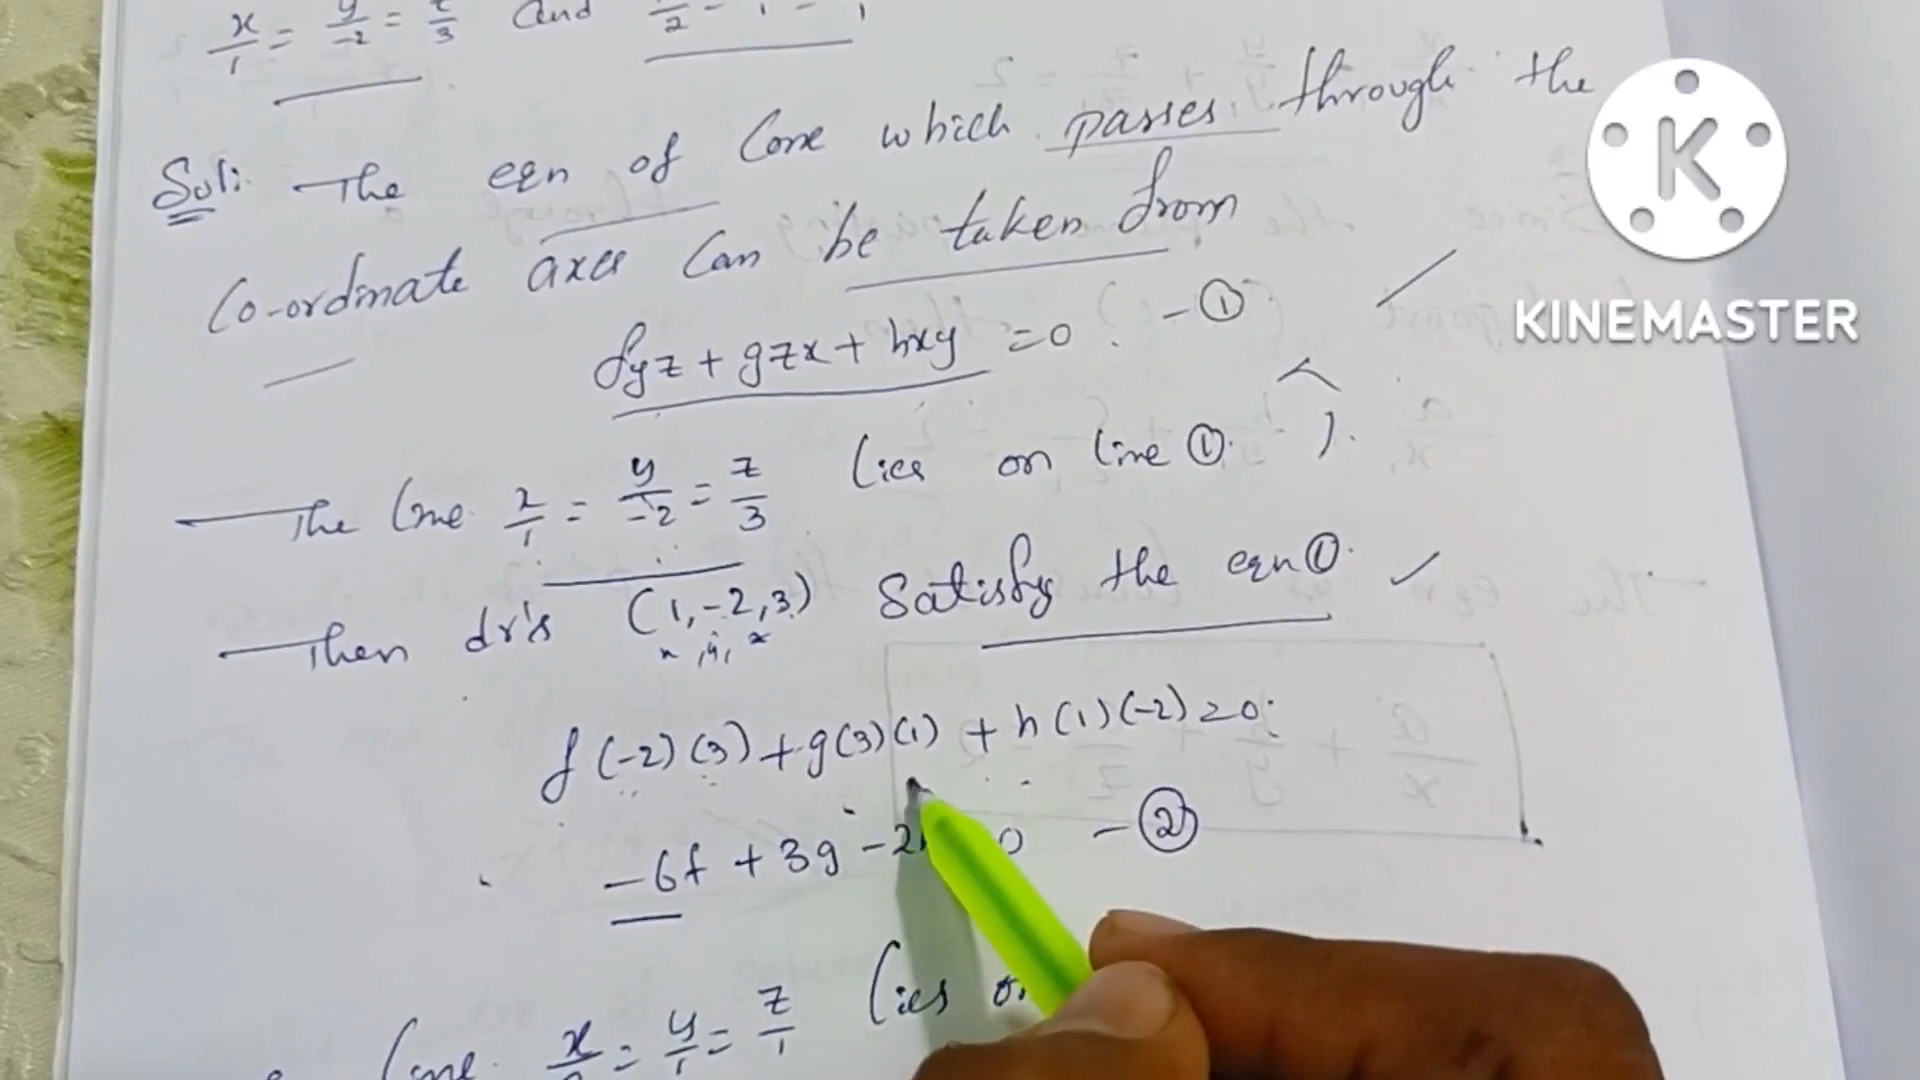 x/1 = y/-2 = z/3 and
Sol: The eqn of Cone which passes through the
Co-ordinate axes Can be taken from
fyz + gzx + hxy = 0. - ①
The line x/1 = y/-2 = z/3 lies on line ①. ).
Then dr's (1, -2, 3) Satisfy the eqn ①.
f(-2)(3) + g(3)(1) + h(1)(-2) = 0.
-6f + 3g - 2 0 - ②
line x = y/1 = z/1 lies
KINEMASTER